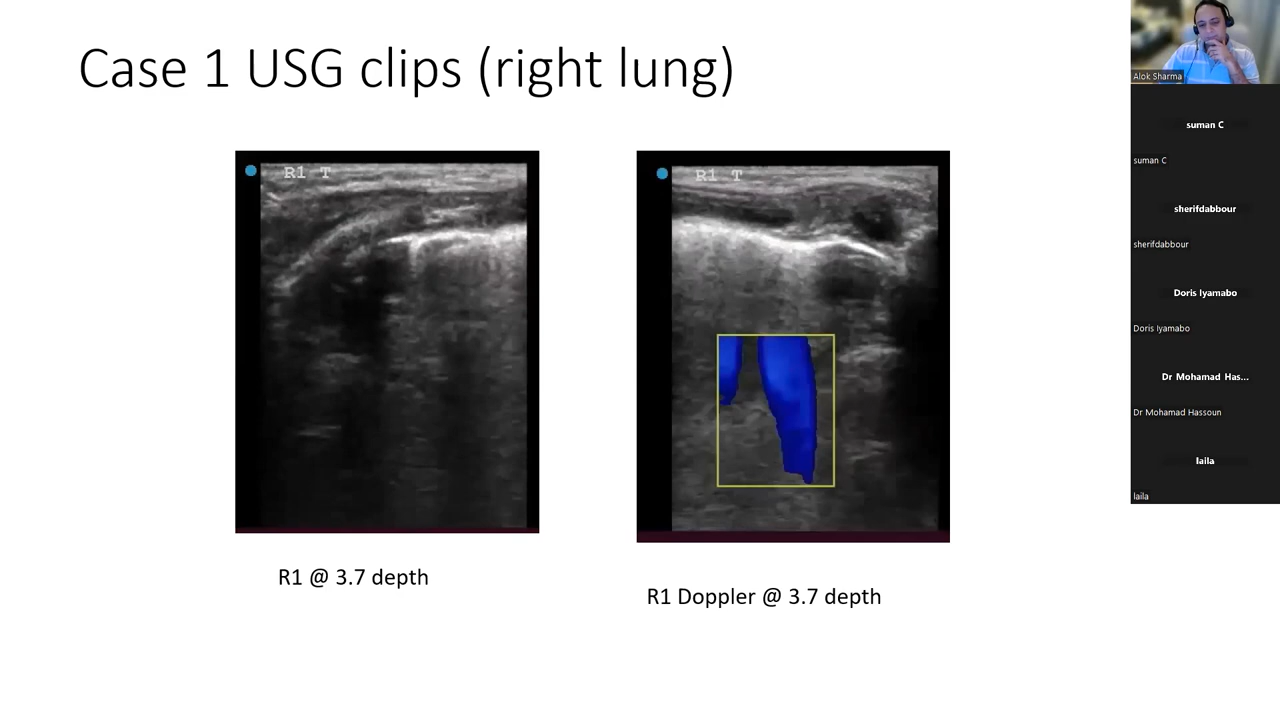 Case 1 USG clips (right lung)
R1 T
R1 T
R1 @ 3.7 depth
R1 Doppler @ 3.7 depth
Alok Sharma
suman C
suman C
sherifdabbour
sherifdabbour
Doris Iyamabo
Doris Iyamabo
Dr Mohamad Has...
Dr Mohamad Hassoun
laila
laila